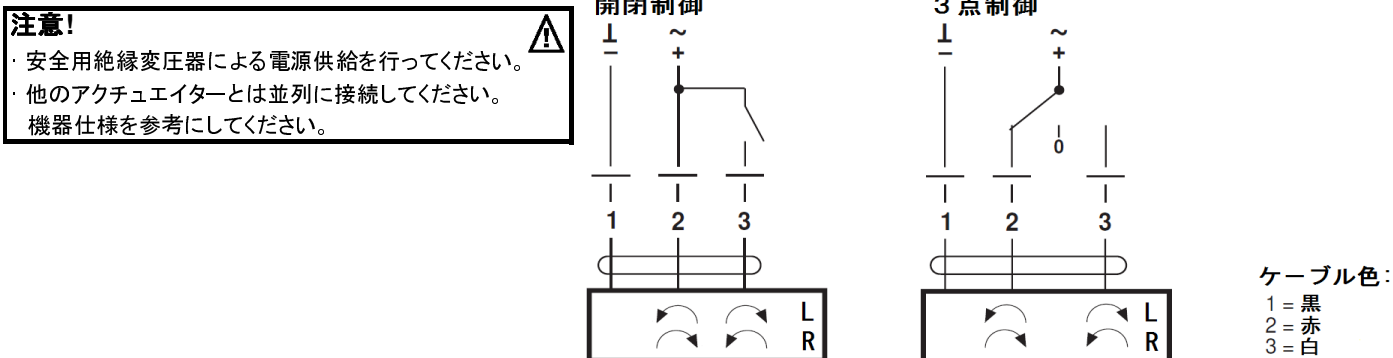 注意!
· 安全用絶縁変圧器による電源供給を行ってください。
· 他のアクチュエイターとは並列に接続してください。
機器仕様を参考にしてください。
開閉制御
⊥ ~
− +
1 2 3
L
R
3点制御
⊥ ~
− +
0
1 2 3
L
R
ケーブル色:
1 = 黒
2 = 赤
3 = 白